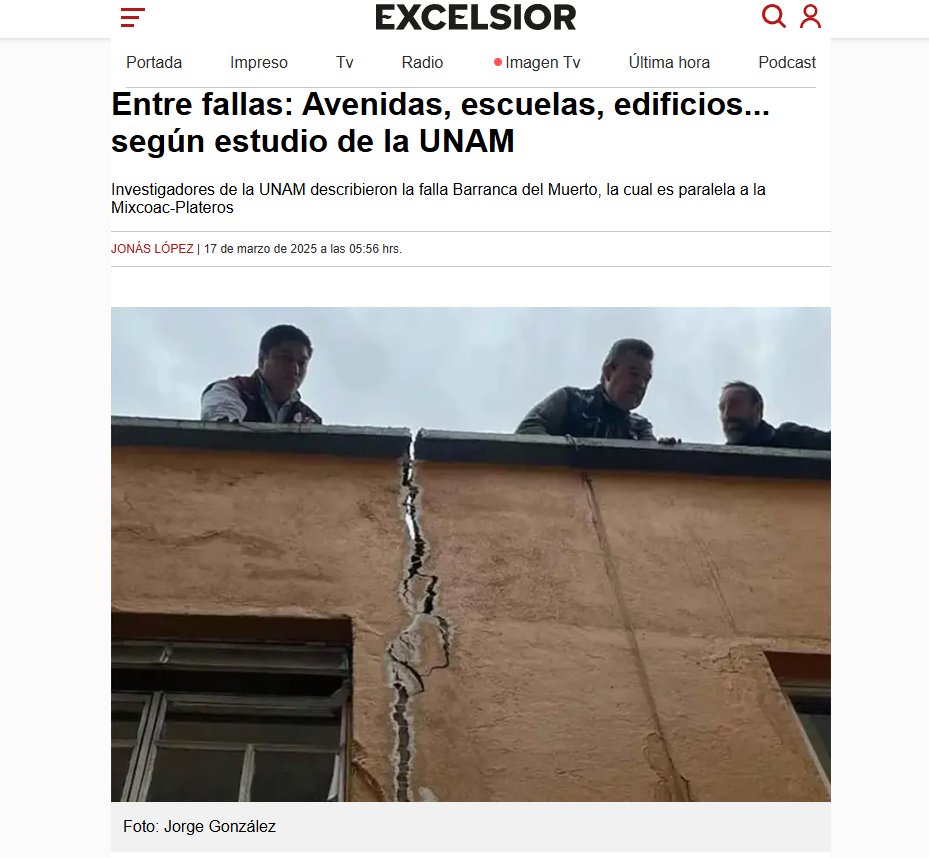 EXCELSIOR
Portada Impreso Tv Radio Imagen Tv Última hora Podcast
Entre fallas: Avenidas, escuelas, edificios...
según estudio de la UNAM
Investigadores de la UNAM describieron la falla Barranca del Muerto, la cual es paralela a la
Mixcoac-Plateros
JONÁS LÓPEZ | 17 de marzo de 2025 a las 05:56 hrs.
Foto: Jorge González